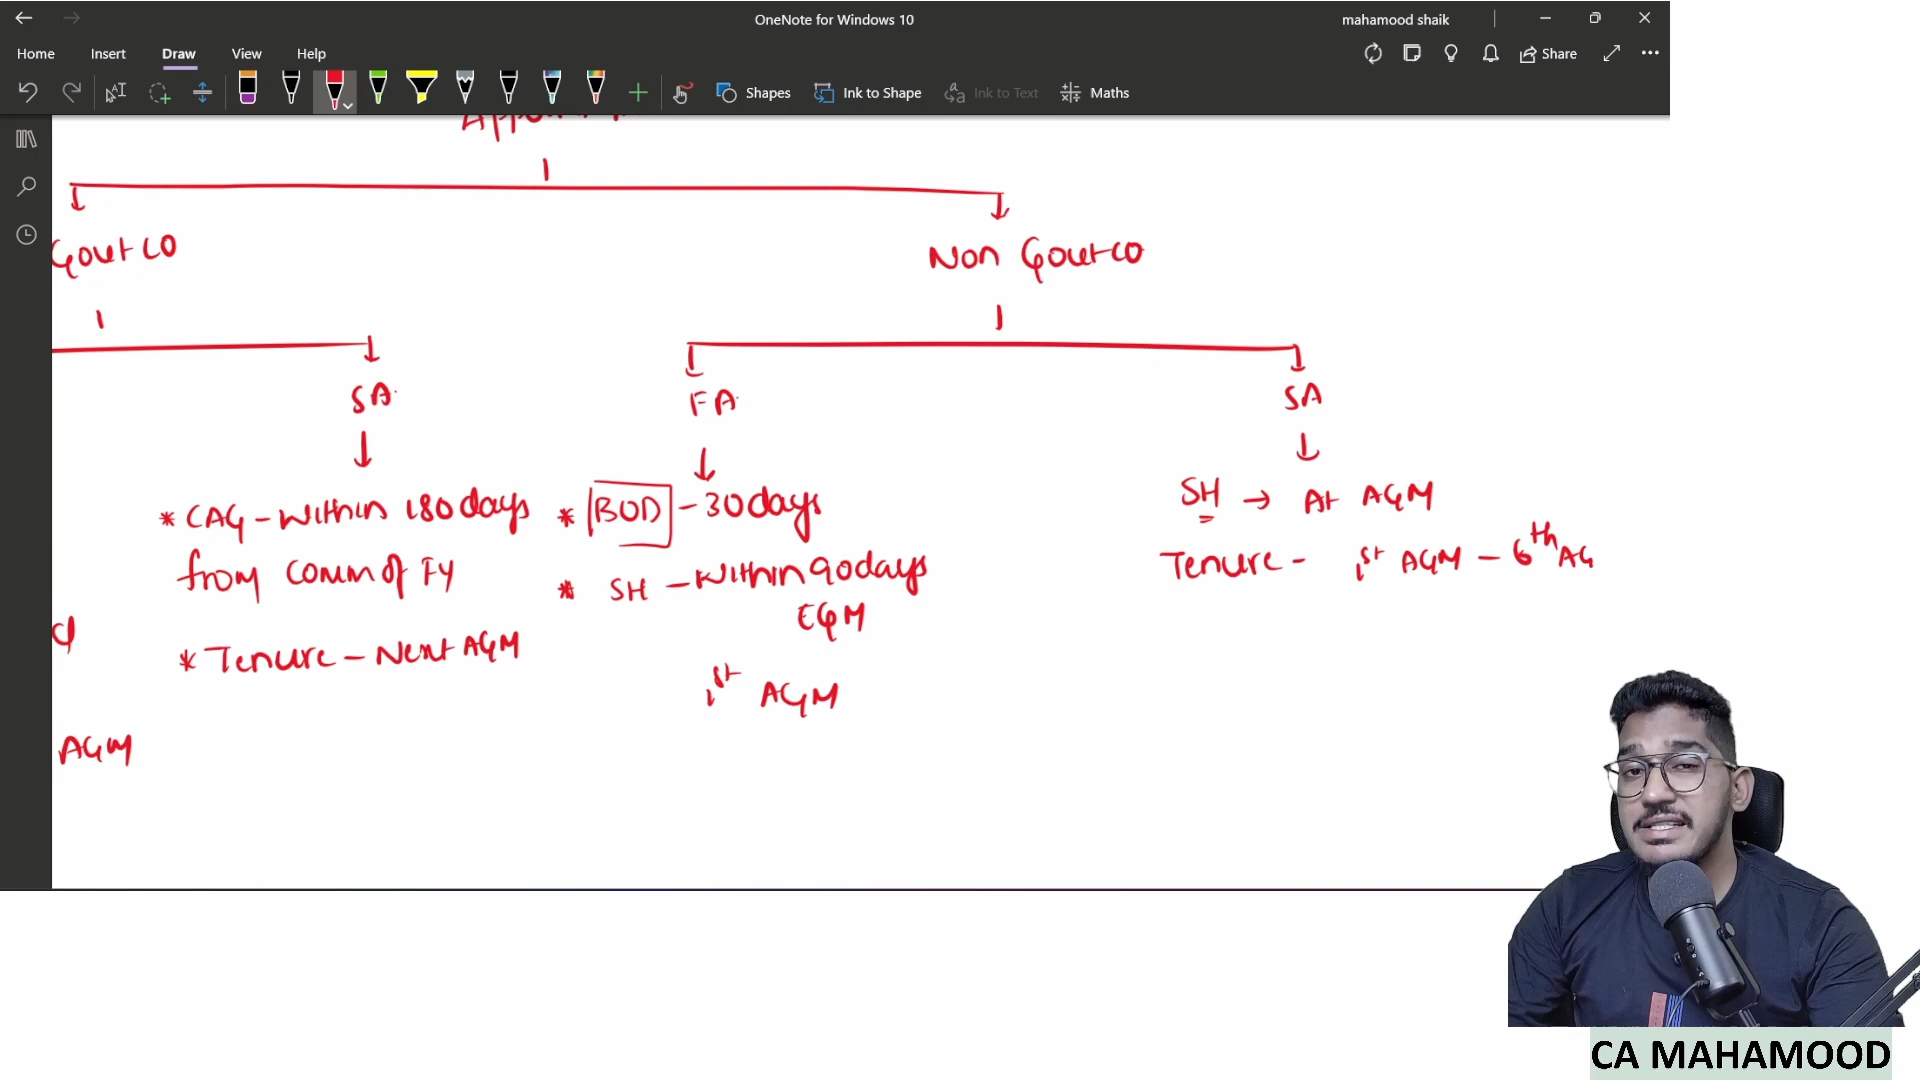 OneNote for Windows 10
mahamood shaik
Home Insert Draw View Help
Share
Shapes Ink to Shape Ink to Text Maths
Govt CO
Non Govt CO
SA
FA
SA
* CAG - Within 180 days
from Comm of FY
* Tenure - Next AGM
* BOD - 30 days
* SH - Within 90 days
EGM
1st AGM
SH → At AGM
Tenure - 1st AGM - 6th AG
d
AGM
CA MAHAMOOD